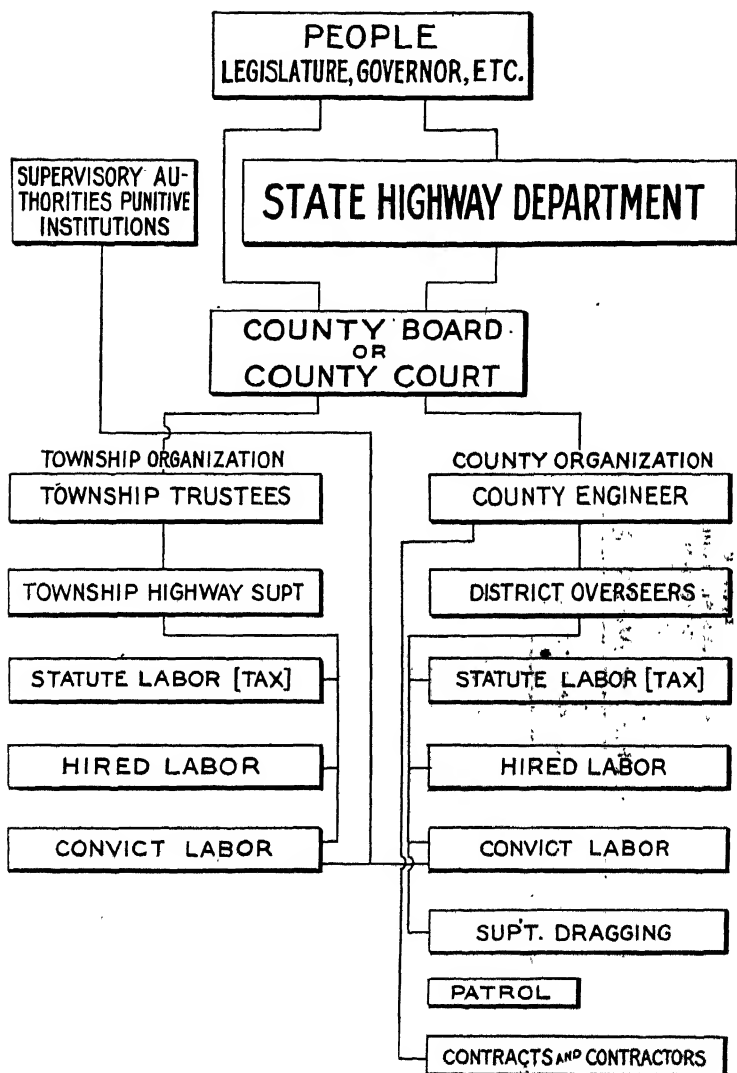 PEOPLE
LEGISLATURE, GOVERNOR, ETC.
SUPERVISORY AU-
THORITIES PUNITIVE
INSTITUTIONS
STATE HIGHWAY DEPARTMENT
COUNTY BOARD
OR
COUNTY COURT
TOWNSHIP ORGANIZATION
TOWNSHIP TRUSTEES
TOWNSHIP HIGHWAY SUPT
STATUTE LABOR [TAX]
HIRED LABOR
CONVICT LABOR
COUNTY ORGANIZATION
COUNTY ENGINEER
DISTRICT OVERSEERS
STATUTE LABOR [TAX]
HIRED LABOR
CONVICT LABOR
SUP'T. DRAGGING
PATROL
CONTRACTS AND CONTRACTORS